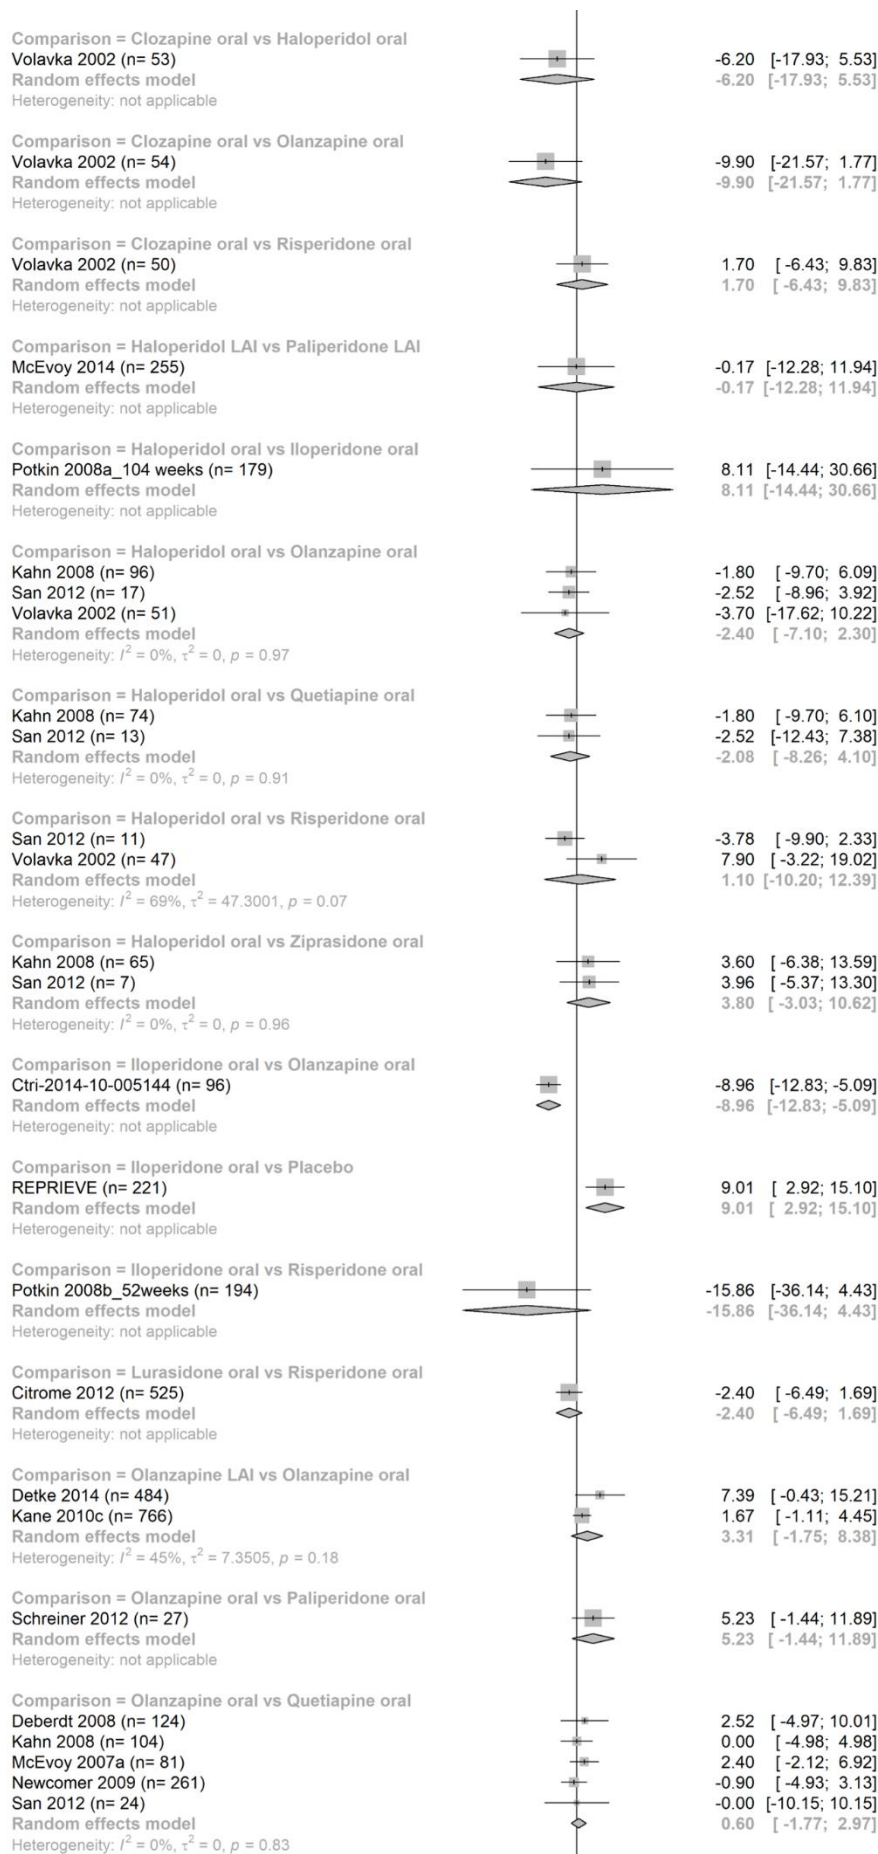 Comparison = Clozapine oral vs Haloperidol oral
Volavka 2002 (n= 53) -6.20 [-17.93; 5.53]
Random effects model -6.20 [-17.93; 5.53]
Heterogeneity: not applicable
Comparison = Clozapine oral vs Olanzapine oral
Volavka 2002 (n= 54) -9.90 [-21.57; 1.77]
Random effects model -9.90 [-21.57; 1.77]
Heterogeneity: not applicable
Comparison = Clozapine oral vs Risperidone oral
Volavka 2002 (n= 50) 1.70 [ -6.43; 9.83]
Random effects model 1.70 [ -6.43; 9.83]
Heterogeneity: not applicable
Comparison = Haloperidol LAI vs Paliperidone LAI
McEvoy 2014 (n= 255) -0.17 [-12.28; 11.94]
Random effects model -0.17 [-12.28; 11.94]
Heterogeneity: not applicable
Comparison = Haloperidol oral vs Iloperidone oral
Potkin 2008a_104 weeks (n= 179) 8.11 [-14.44; 30.66]
Random effects model 8.11 [-14.44; 30.66]
Heterogeneity: not applicable
Comparison = Haloperidol oral vs Olanzapine oral
Kahn 2008 (n= 96) -1.80 [ -9.70; 6.09]
San 2012 (n= 17) -2.52 [ -8.96; 3.92]
Volavka 2002 (n= 51) -3.70 [-17.62; 10.22]
Random effects model -2.40 [ -7.10; 2.30]
Heterogeneity: I² = 0%, τ² = 0, p = 0.97
Comparison = Haloperidol oral vs Quetiapine oral
Kahn 2008 (n= 74) -1.80 [ -9.70; 6.10]
San 2012 (n= 13) -2.52 [-12.43; 7.38]
Random effects model -2.08 [ -8.26; 4.10]
Heterogeneity: I² = 0%, τ² = 0, p = 0.91
Comparison = Haloperidol oral vs Risperidone oral
San 2012 (n= 11) -3.78 [ -9.90; 2.33]
Volavka 2002 (n= 47) 7.90 [ -3.22; 19.02]
Random effects model 1.10 [-10.20; 12.39]
Heterogeneity: I² = 69%, τ² = 47.3001, p = 0.07
Comparison = Haloperidol oral vs Ziprasidone oral
Kahn 2008 (n= 65) 3.60 [ -6.38; 13.59]
San 2012 (n= 7) 3.96 [ -5.37; 13.30]
Random effects model 3.80 [ -3.03; 10.62]
Heterogeneity: I² = 0%, τ² = 0, p = 0.96
Comparison = Iloperidone oral vs Olanzapine oral
Ctri-2014-10-005144 (n= 96) -8.96 [-12.83; -5.09]
Random effects model -8.96 [-12.83; -5.09]
Heterogeneity: not applicable
Comparison = Iloperidone oral vs Placebo
REPRIEVE (n= 221) 9.01 [ 2.92; 15.10]
Random effects model 9.01 [ 2.92; 15.10]
Heterogeneity: not applicable
Comparison = Iloperidone oral vs Risperidone oral
Potkin 2008b_52weeks (n= 194) -15.86 [-36.14; 4.43]
Random effects model -15.86 [-36.14; 4.43]
Heterogeneity: not applicable
Comparison = Lurasidone oral vs Risperidone oral
Citrome 2012 (n= 525) -2.40 [ -6.49; 1.69]
Random effects model -2.40 [ -6.49; 1.69]
Heterogeneity: not applicable
Comparison = Olanzapine LAI vs Olanzapine oral
Detke 2014 (n= 484) 7.39 [ -0.43; 15.21]
Kane 2010c (n= 766) 1.67 [ -1.11; 4.45]
Random effects model 3.31 [ -1.75; 8.38]
Heterogeneity: I² = 45%, τ² = 7.3505, p = 0.18
Comparison = Olanzapine oral vs Paliperidone oral
Schreiner 2012 (n= 27) 5.23 [ -1.44; 11.89]
Random effects model 5.23 [ -1.44; 11.89]
Heterogeneity: not applicable
Comparison = Olanzapine oral vs Quetiapine oral
Deberdt 2008 (n= 124) 2.52 [ -4.97; 10.01]
Kahn 2008 (n= 104) 0.00 [ -4.98; 4.98]
McEvoy 2007a (n= 81) 2.40 [ -2.12; 6.92]
Newcomer 2009 (n= 261) -0.90 [ -4.93; 3.13]
San 2012 (n= 24) -0.00 [-10.15; 10.15]
Random effects model 0.60 [ -1.77; 2.97]
Heterogeneity: I² = 0%, τ² = 0, p = 0.83